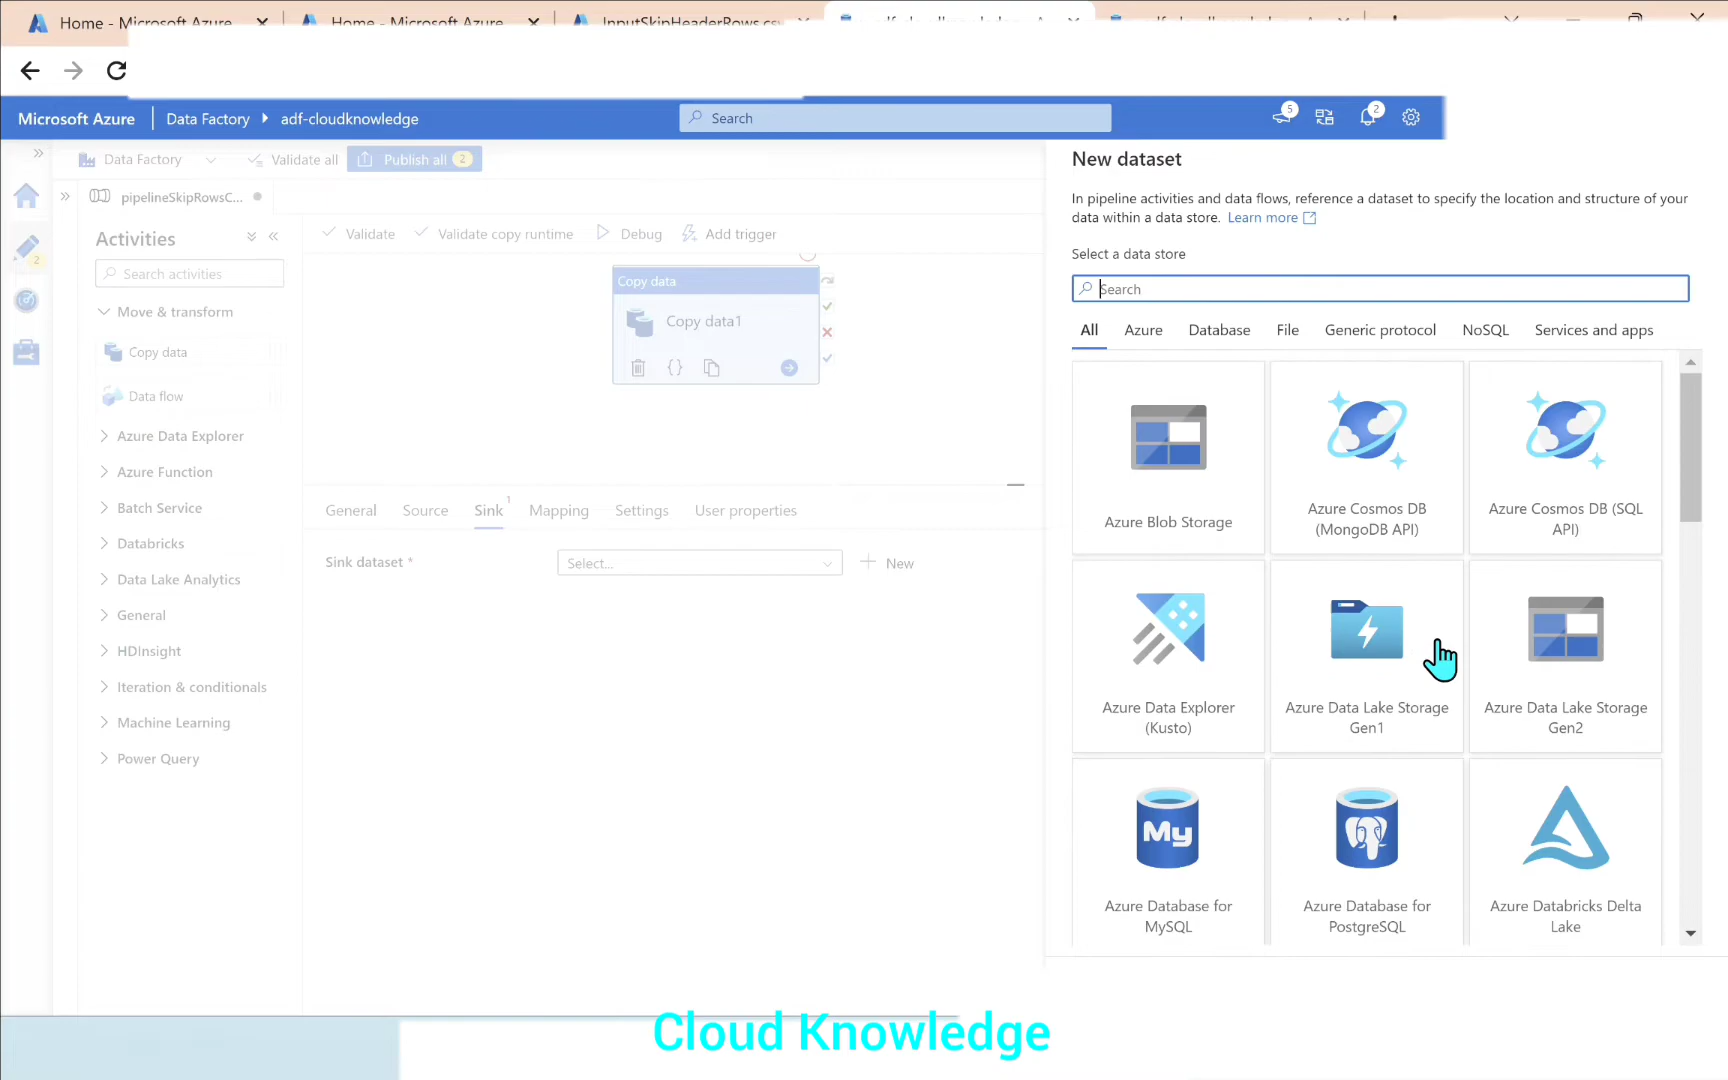 Home - Microsoft Azure
Home - Microsoft Azure
InputSkipHeaderRows.csv
Microsoft Azure
Data Factory
adf-cloudknowledge
Search
5
2
Data Factory
Validate all
Publish all
2
2
pipelineSkipRowsC...
Activities
Search activities
Move & transform
Copy data
Data flow
Azure Data Explorer
Azure Function
Batch Service
Databricks
Data Lake Analytics
General
HDInsight
Iteration & conditionals
Machine Learning
Power Query
Validate
Validate copy runtime
Debug
Add trigger
Copy data
Copy data1
{}
General
Source
Sink
1
Mapping
Settings
User properties
Sink dataset *
Select...
New
New dataset
In pipeline activities and data flows, reference a dataset to specify the location and structure of your
data within a data store. Learn more
Select a data store
Search
All
Azure
Database
File
Generic protocol
NoSQL
Services and apps
Azure Blob Storage
Azure Cosmos DB
(MongoDB API)
Azure Cosmos DB (SQL
API)
Azure Data Explorer
(Kusto)
Azure Data Lake Storage
Gen1
Azure Data Lake Storage
Gen2
My
Azure Database for
MySQL
Azure Database for
PostgreSQL
Azure Databricks Delta
Lake
Cloud Knowledge